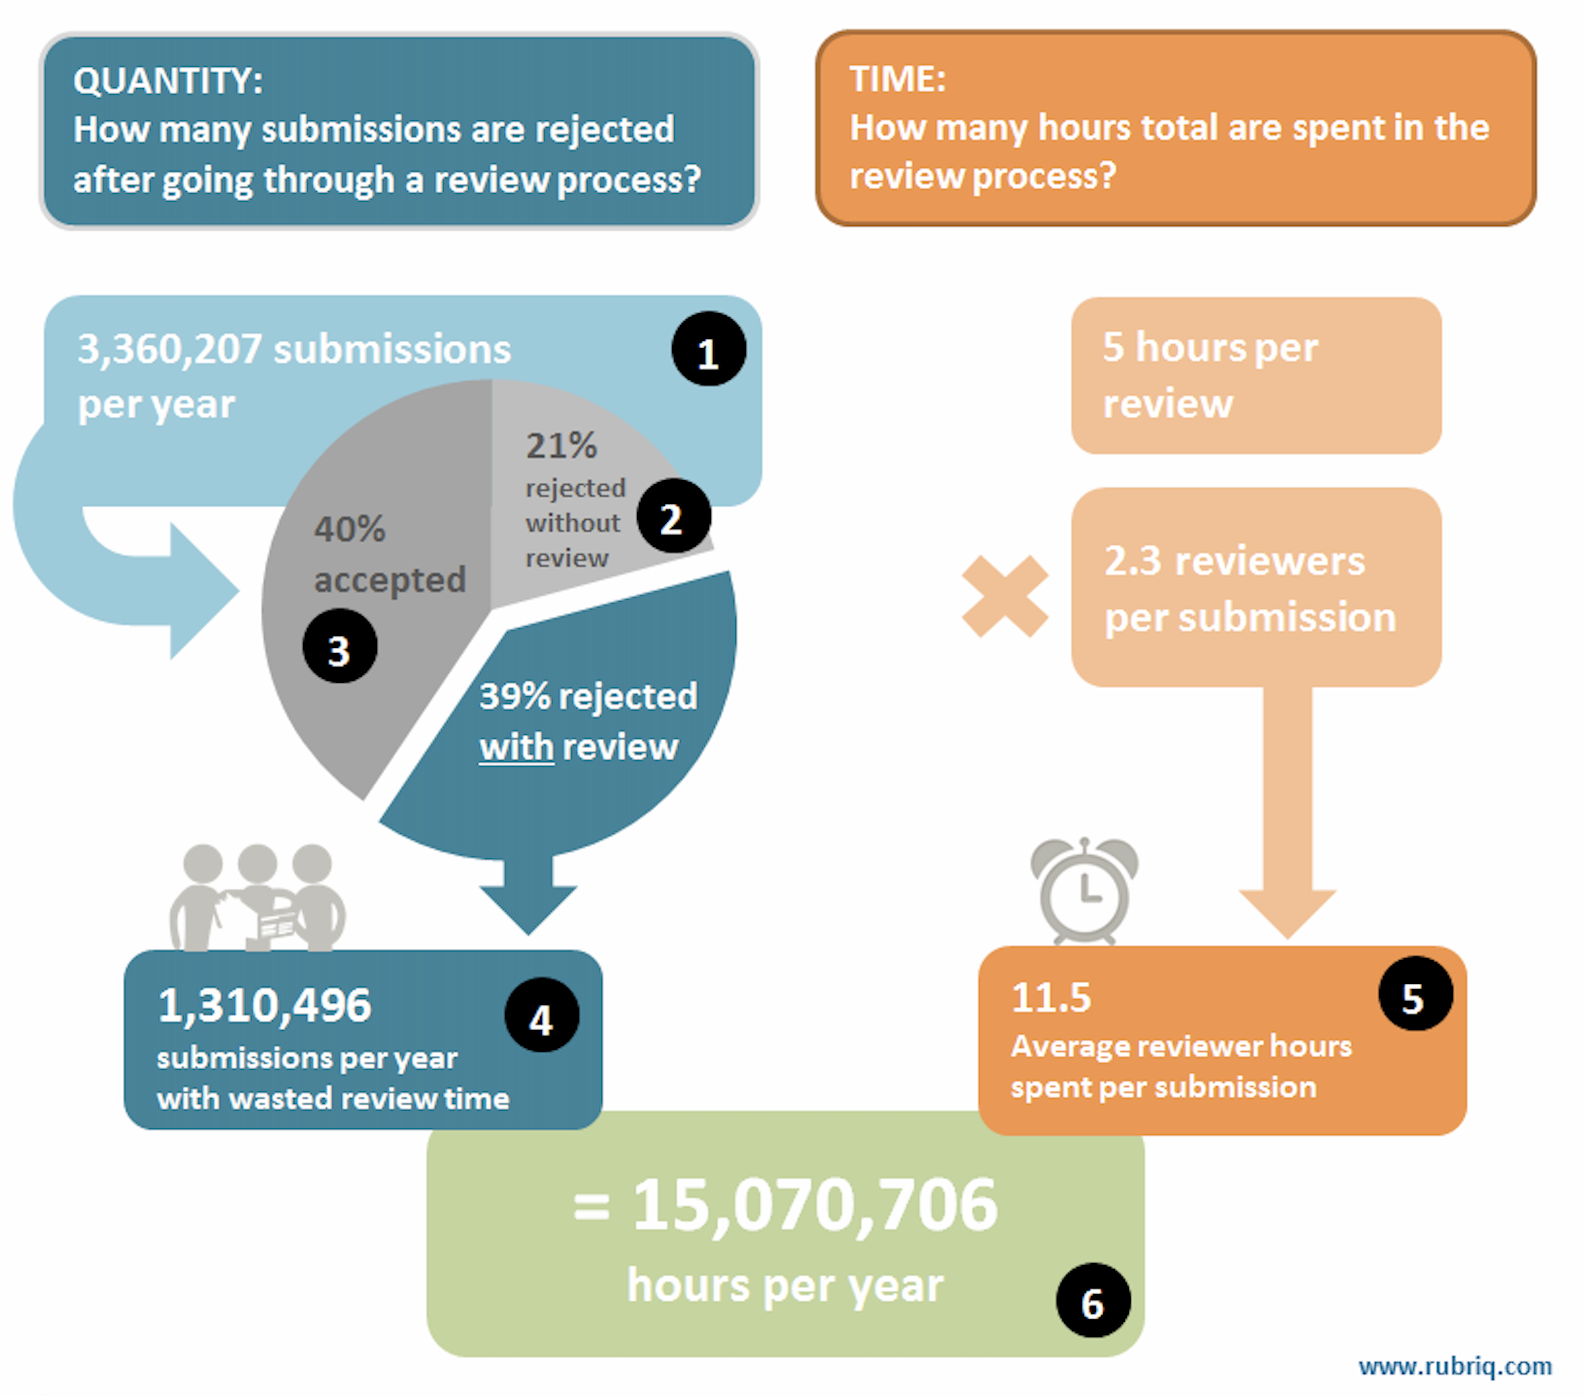 QUANTITY:
How many submissions are rejected
after going through a review process?
TIME:
How many hours total are spent in the
review process?
3,360,207 submissions
per year
1
21%
rejected
without
review
2
40%
accepted
3
39% rejected
with review
5 hours per
review
2.3 reviewers
per submission
1,310,496
submissions per year
with wasted review time
4
11.5
Average reviewer hours
spent per submission
5
= 15,070,706
hours per year
6
www.rubriq.com